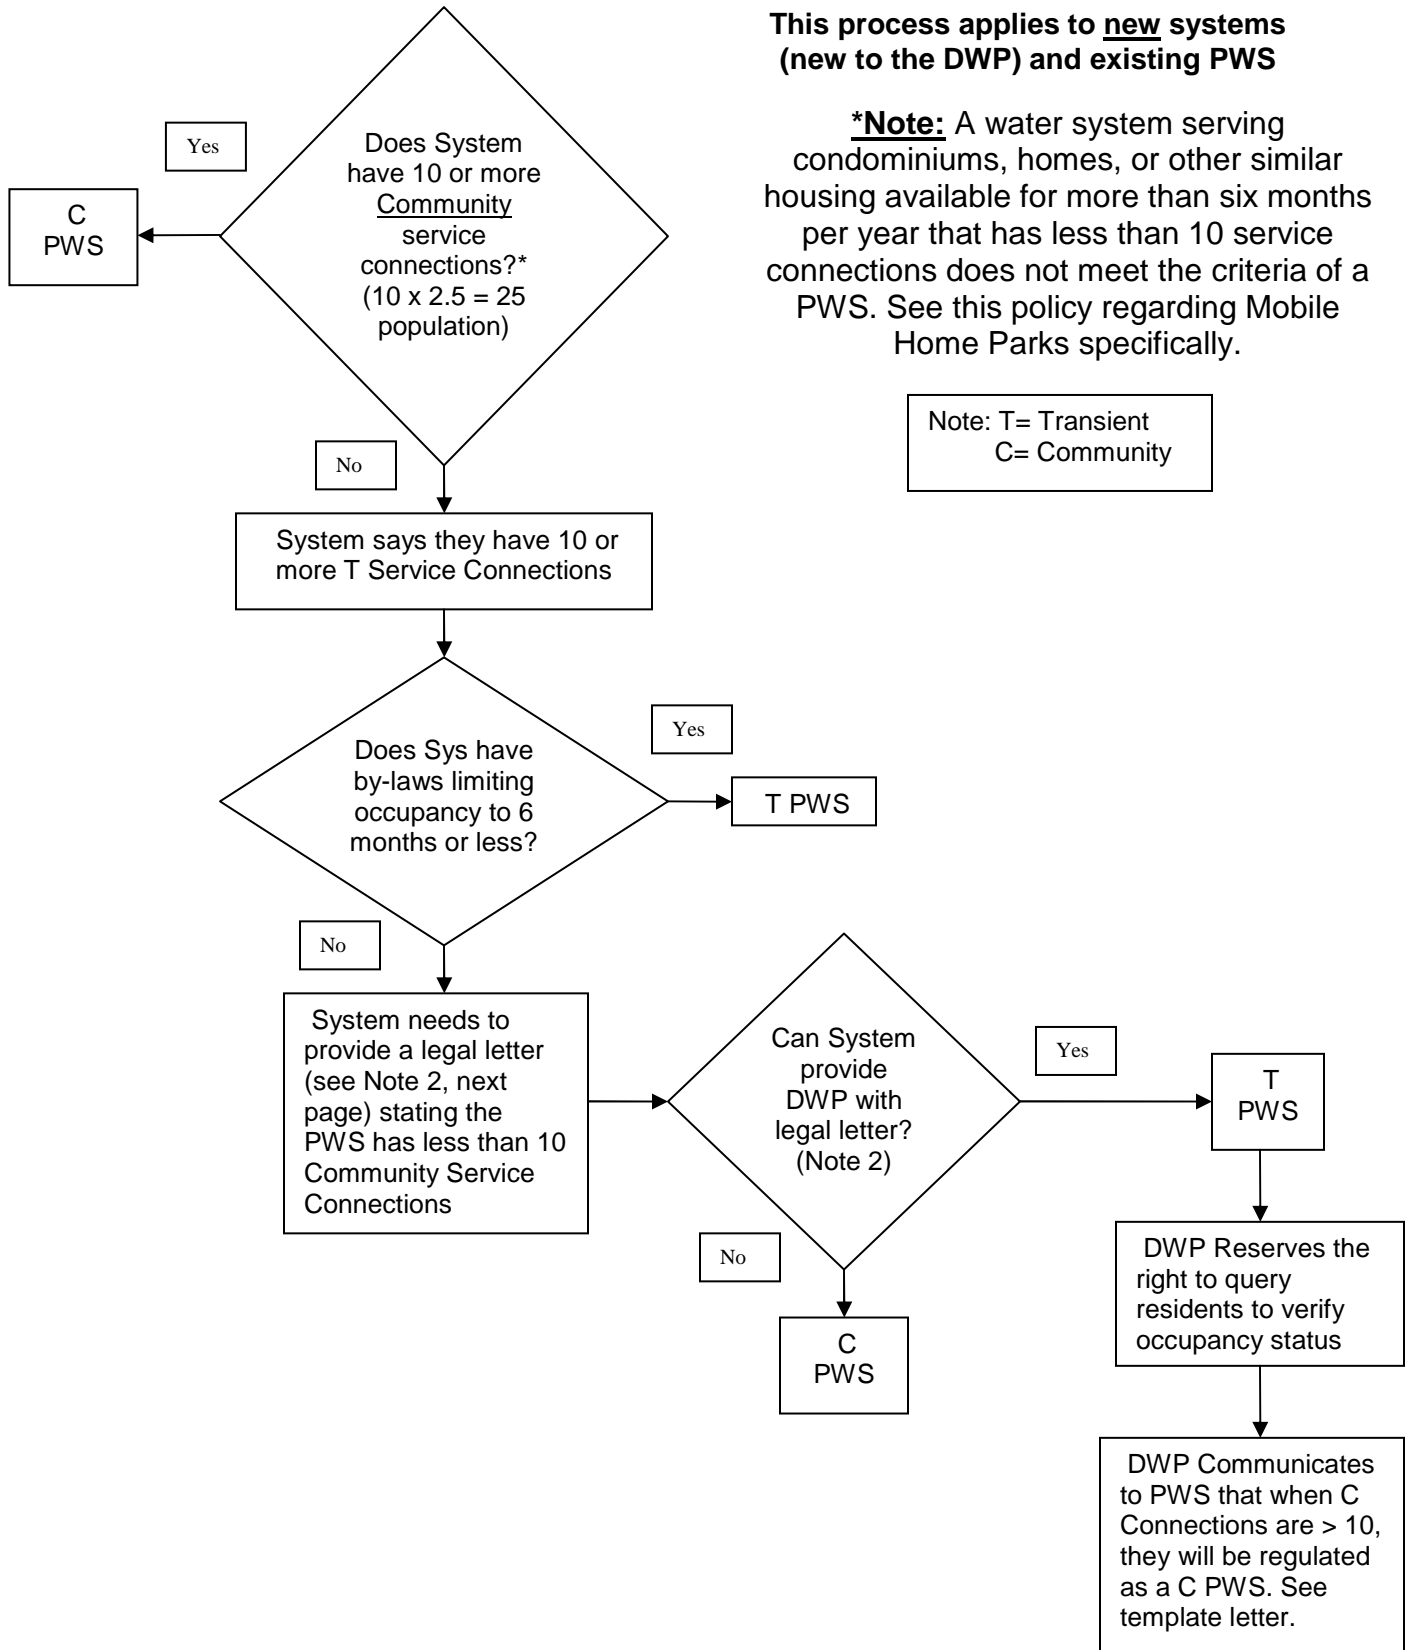 This process applies to new systems
(new to the DWP) and existing PWS
*Note: A water system serving
condominiums, homes, or other similar
housing available for more than six months
per year that has less than 10 service
connections does not meet the criteria of a
PWS. See this policy regarding Mobile
Home Parks specifically.
Note: T= Transient
C= Community
Does System
have 10 or more
Community
service
connections?*
(10 x 2.5 = 25
population)
Yes
C
PWS
No
System says they have 10 or
more T Service Connections
Does Sys have
by-laws limiting
occupancy to 6
months or less?
Yes
T PWS
No
System needs to
provide a legal letter
(see Note 2, next
page) stating the
PWS has less than 10
Community Service
Connections
Can System
provide
DWP with
legal letter?
(Note 2)
Yes
T
PWS
No
C
PWS
DWP Reserves the
right to query
residents to verify
occupancy status
DWP Communicates
to PWS that when C
Connections are > 10,
they will be regulated
as a C PWS. See
template letter.